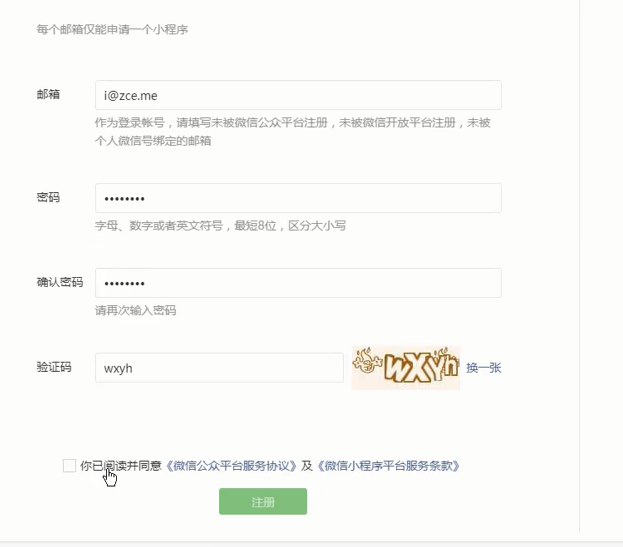 每个邮箱仅能申请一个小程序
邮箱 i@zce.me
作为登录帐号，请填写未被微信公众平台注册，未被微信开放平台注册，未被
个人微信号绑定的邮箱
密码 ••••••••
字母、数字或者英文符号，最短8位，区分大小写
确认密码 ••••••••
请再次输入密码
验证码 wxyh wXYh 换一张
你已阅读并同意《微信公众平台服务协议》及《微信小程序平台服务条款》
注册